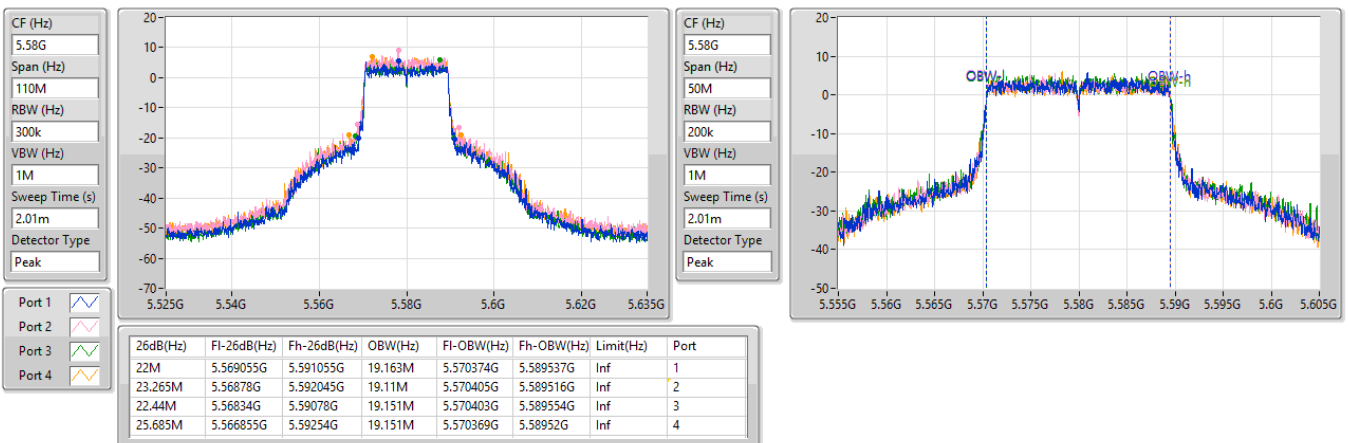 CF (Hz)
5.58G
Span (Hz)
110M
RBW (Hz)
300k
VBW (Hz)
1M
Sweep Time (s)
2.01m
Detector Type
Peak
20
10
0
-10
-20
-30
-40
-50
-60
-70
5.525G 5.54G 5.56G 5.58G 5.6G 5.62G 5.635G
CF (Hz)
5.58G
Span (Hz)
50M
RBW (Hz)
200k
VBW (Hz)
1M
Sweep Time (s)
2.01m
Detector Type
Peak
20
10
0
-10
-20
-30
-40
-50
OBW-l OBW-h
5.555G 5.56G 5.565G 5.57G 5.575G 5.58G 5.585G 5.59G 5.595G 5.6G 5.605G
Port 1
Port 2
Port 3
Port 4
26dB(Hz) Fl-26dB(Hz) Fh-26dB(Hz) OBW(Hz) Fl-OBW(Hz) Fh-OBW(Hz) Limit(Hz) Port
22M 5.569055G 5.591055G 19.163M 5.570374G 5.589537G Inf 1
23.265M 5.56878G 5.592045G 19.11M 5.570405G 5.589516G Inf 2
22.44M 5.56834G 5.59078G 19.151M 5.570403G 5.589554G Inf 3
25.685M 5.566855G 5.59254G 19.151M 5.570369G 5.58952G Inf 4